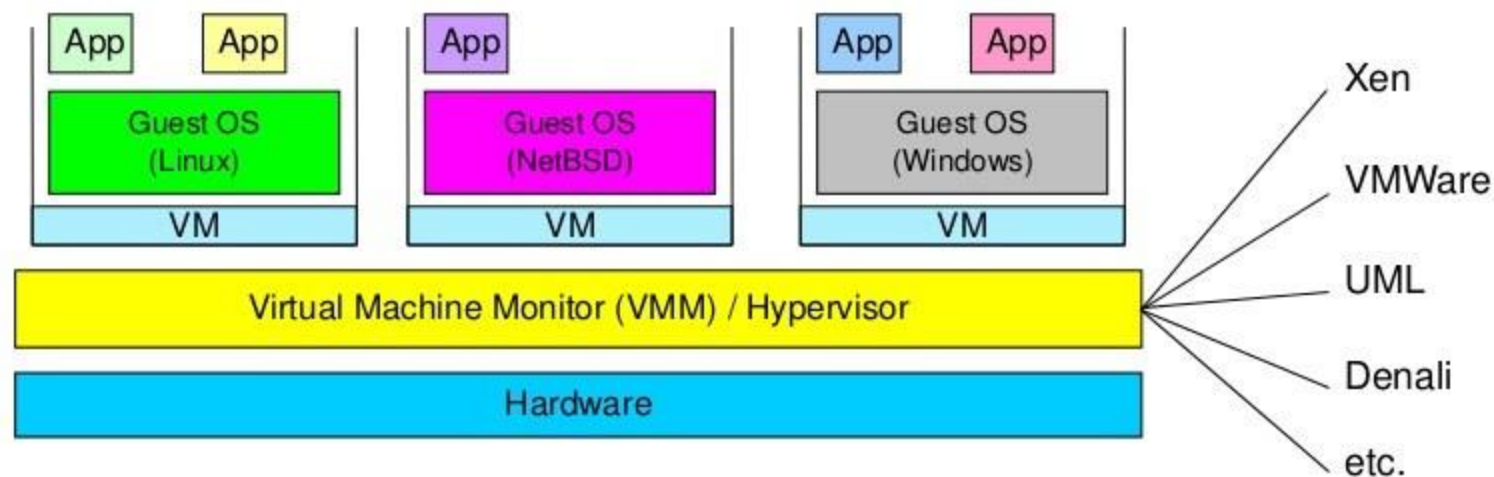 App App App App App
Guest OS
(Linux)
Guest OS
(NetBSD)
Guest OS
(Windows)
VM VM VM
Virtual Machine Monitor (VMM) / Hypervisor
Hardware
Xen
VMWare
UML
Denali
etc.